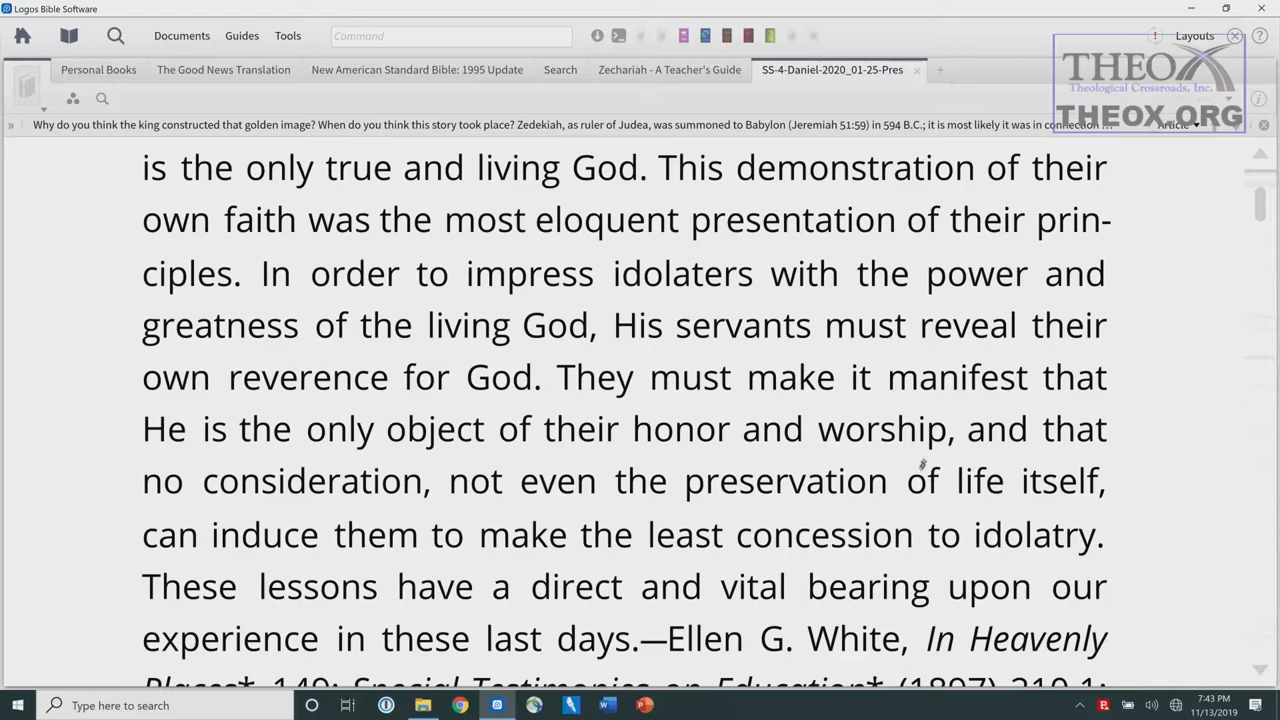 Logos Bible Software
Documents Guides Tools Command Layouts
THEOX
Theological Crossroads, Inc.
THEOX.ORG
Personal Books The Good News Translation New American Standard Bible: 1995 Update Search Zechariah - A Teacher's Guide SS-4-Daniel-2020_01-25-Pres
Why do you think the king constructed that golden image? When do you think this story took place? Zedekiah, as ruler of Judea, was summoned to Babylon (Jeremiah 51:59) in 594 B.C.; it is most likely it was in connection ... Article
is the only true and living God. This demonstration of their
own faith was the most eloquent presentation of their prin-
ciples. In order to impress idolaters with the power and
greatness of the living God, His servants must reveal their
own reverence for God. They must make it manifest that
He is the only object of their honor and worship, and that
no consideration, not even the preservation of life itself,
can induce them to make the least concession to idolatry.
These lessons have a direct and vital bearing upon our
experience in these last days.—Ellen G. White, In Heavenly
Places* 149; Special Testimonies on Education* (1897) 210.1;
Type here to search
7:43 PM
11/13/2019